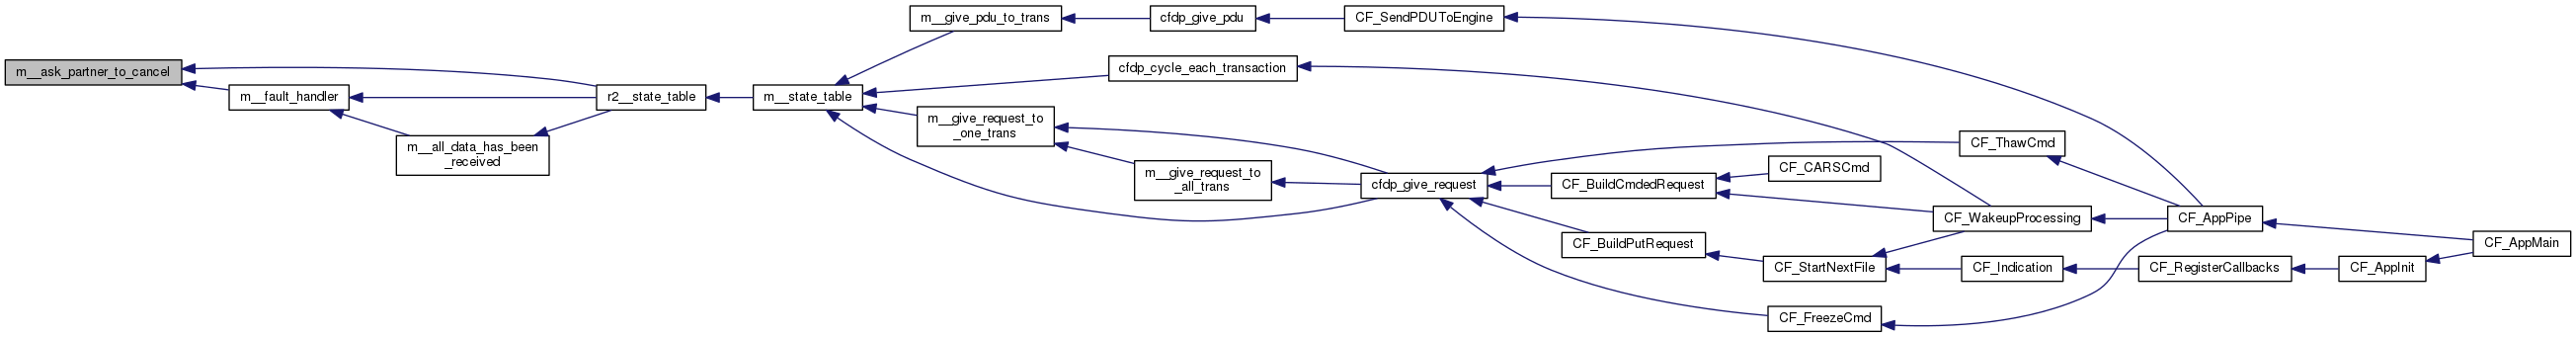 m__give_pdu_to_trans
cfdp_give_pdu
CF_SendPDUToEngine
m__ask_partner_to_cancel
cfdp_cycle_each_transaction
m__fault_handler
r2__state_table
m__state_table
m__give_request_to
_one_trans
m__all_data_has_been
_received
CF_ThawCmd
CF_CARSCmd
m__give_request_to
_all_trans
cfdp_give_request
CF_BuildCmdedRequest
CF_WakeupProcessing
CF_AppPipe
CF_BuildPutRequest
CF_AppMain
CF_StartNextFile
CF_Indication
CF_RegisterCallbacks
CF_AppInit
CF_FreezeCmd